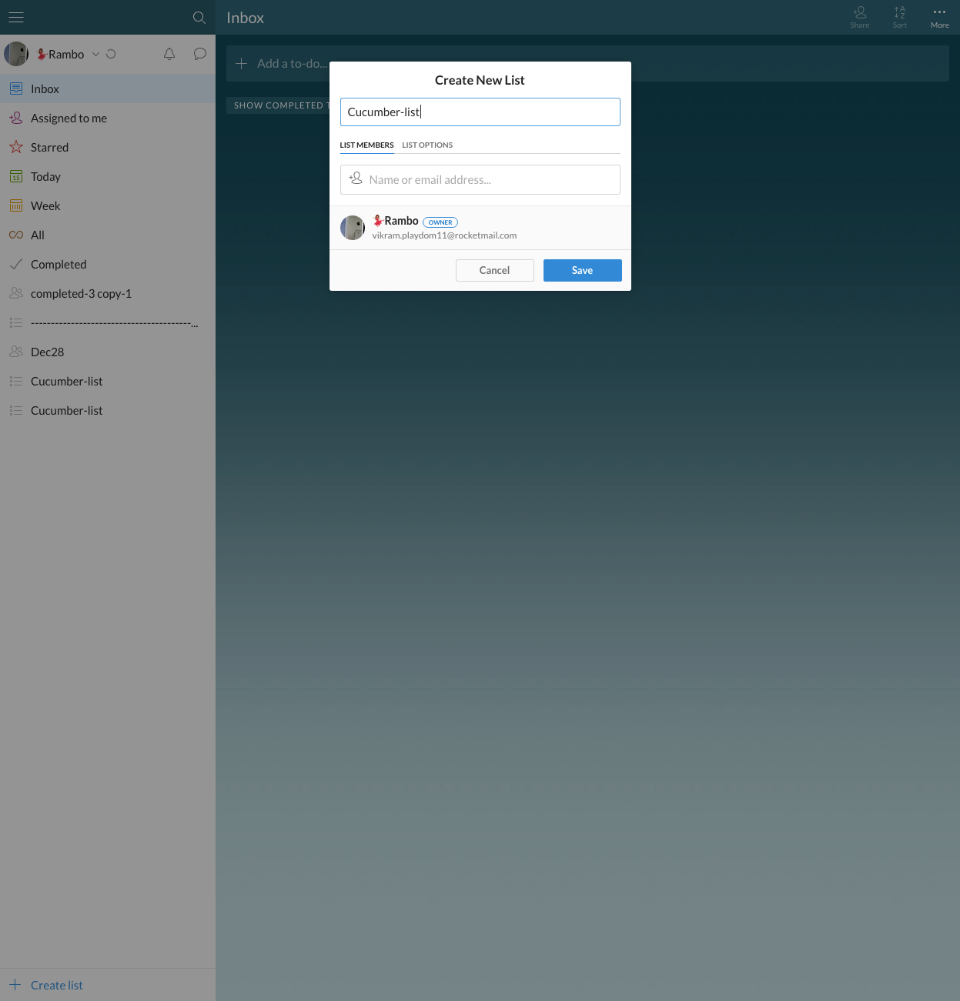 Inbox
Share
Sort
More
Rambo
Add a to-do...
SHOW COMPLETED T
Inbox
Assigned to me
Starred
Today
Week
All
Completed
completed-3 copy-1
----------------------------------------...
Dec28
Cucumber-list
Cucumber-list
Create list
Create New List
Cucumber-list
LIST MEMBERS LIST OPTIONS
Name or email address...
Rambo OWNER
vikram.playdom11@rocketmail.com
Cancel Save